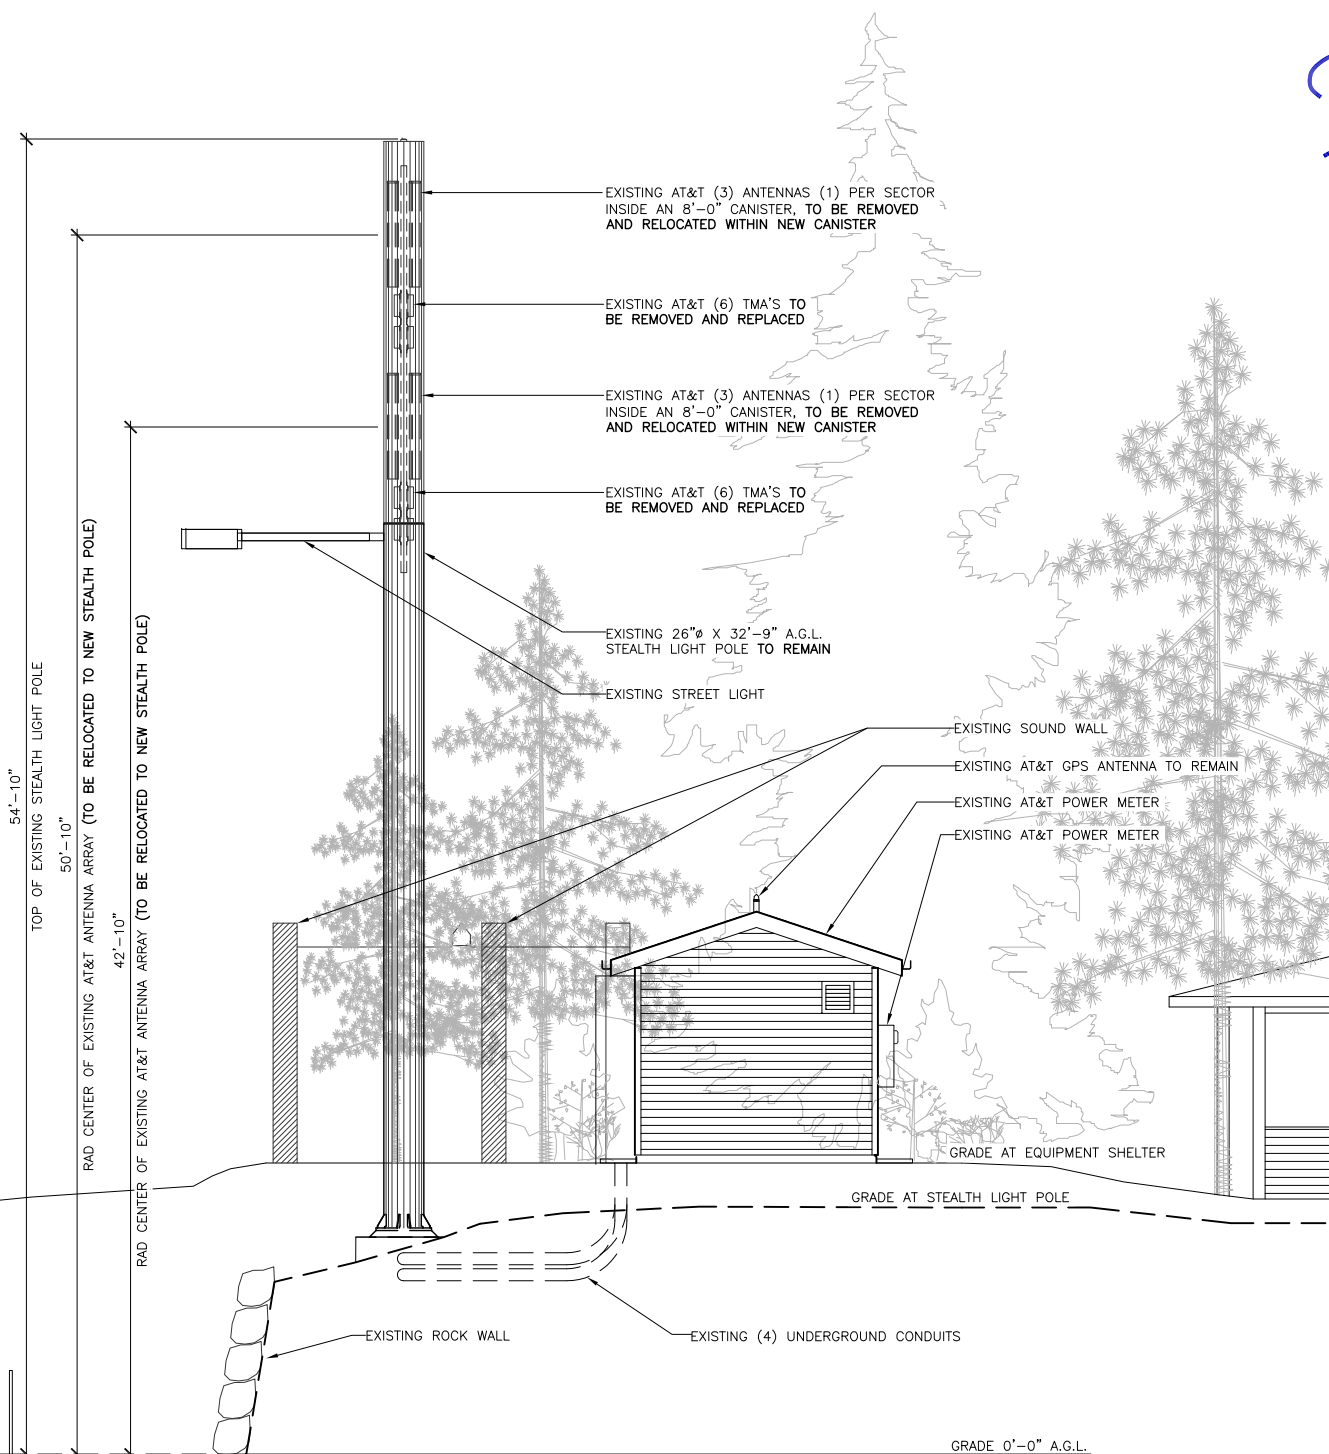 EXISTING AT&T (3) ANTENNAS (1) PER SECTOR
INSIDE AN 8'-0" CANISTER, TO BE REMOVED
AND RELOCATED WITHIN NEW CANISTER
EXISTING AT&T (6) TMA'S TO
BE REMOVED AND REPLACED
EXISTING AT&T (3) ANTENNAS (1) PER SECTOR
INSIDE AN 8'-0" CANISTER, TO BE REMOVED
AND RELOCATED WITHIN NEW CANISTER
EXISTING AT&T (6) TMA'S TO
BE REMOVED AND REPLACED
EXISTING 26"ø X 32'-9" A.G.L.
STEALTH LIGHT POLE TO REMAIN
EXISTING STREET LIGHT
EXISTING SOUND WALL
EXISTING AT&T GPS ANTENNA TO REMAIN
EXISTING AT&T POWER METER
EXISTING AT&T POWER METER
54'-10"
TOP OF EXISTING STEALTH LIGHT POLE
50'-10"
RAD CENTER OF EXISTING AT&T ANTENNA ARRAY (TO BE RELOCATED TO NEW STEALTH POLE)
42'-10"
RAD CENTER OF EXISTING AT&T ANTENNA ARRAY (TO BE RELOCATED TO NEW STEALTH POLE)
GRADE AT EQUIPMENT SHELTER
GRADE AT STEALTH LIGHT POLE
EXISTING ROCK WALL
EXISTING (4) UNDERGROUND CONDUITS
GRADE 0'-0" A.G.L.